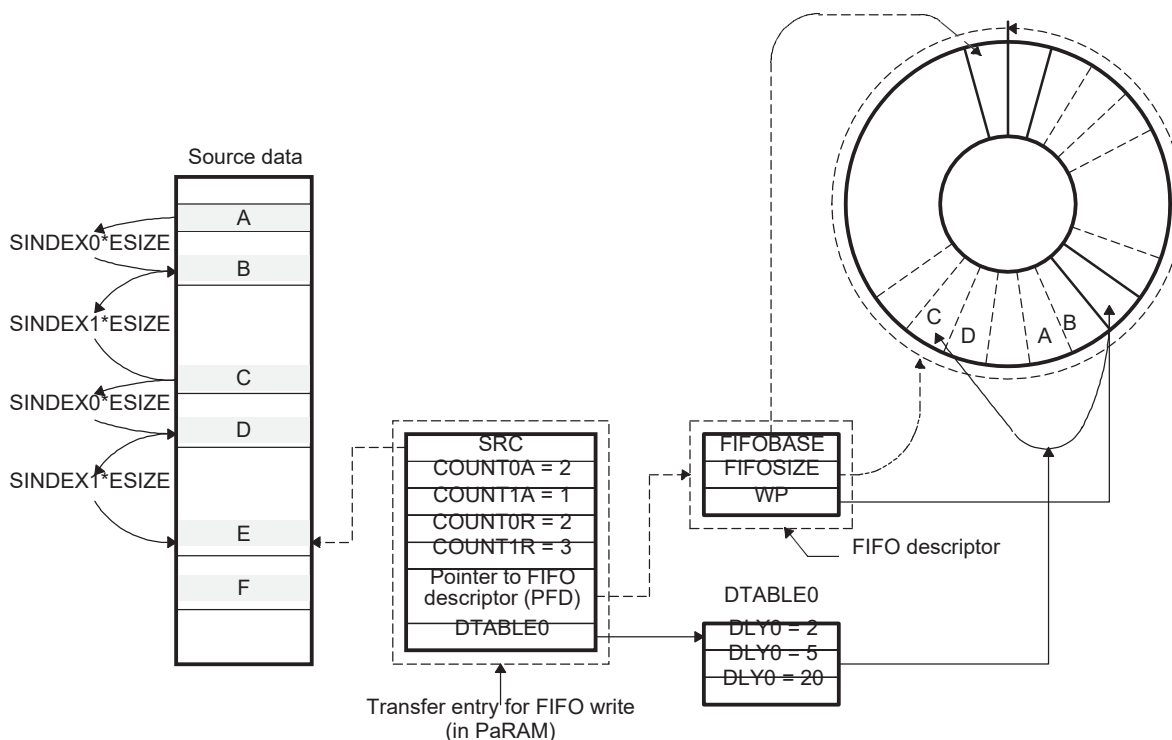 Source data
A
SINDEX0*ESIZE
B
SINDEX1*ESIZE
C
SINDEX0*ESIZE
D
SINDEX1*ESIZE
E
F
SRC
COUNT0A = 2
COUNT1A = 1
COUNT0R = 2
COUNT1R = 3
Pointer to FIFO
descriptor (PFD)
DTABLE0
Transfer entry for FIFO write
(in PaRAM)
FIFOBASE
FIFOSIZE
WP
FIFO descriptor
DTABLE0
DLY0 = 2
DLY0 = 5
DLY0 = 20
C
D
A
B